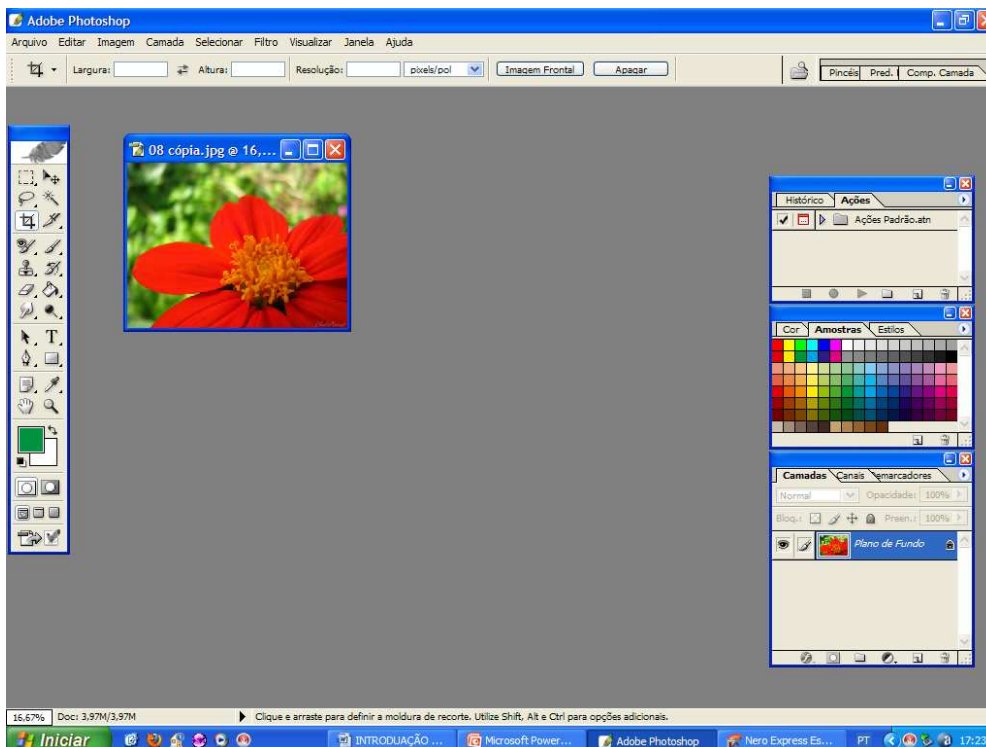 Adobe Photoshop
Arquivo Editar Imagem Camada Selecionar Filtro Visualizar Janela Ajuda
Largura: Altura: Resolução: pixels/pol Imagem Frontal Apagar Pincéis Pred. Comp. Camada
08 cópia.jpg @ 16,...
Histórico Ações
Ações Padrão.atn
Cor Amostras Estilos
Camadas Canais emarcadores
Normal Opacidade: 100%
Bloq.: Preen.: 100%
Plano de Fundo
16,67% Doc: 3,97M/3,97M Clique e arraste para definir a moldura de recorte. Utilize Shift, Alt e Ctrl para opções adicionais.
Iniciar INTRODUAÇÃO ... Microsoft Power... Adobe Photoshop Nero Express Es... PT 17:23